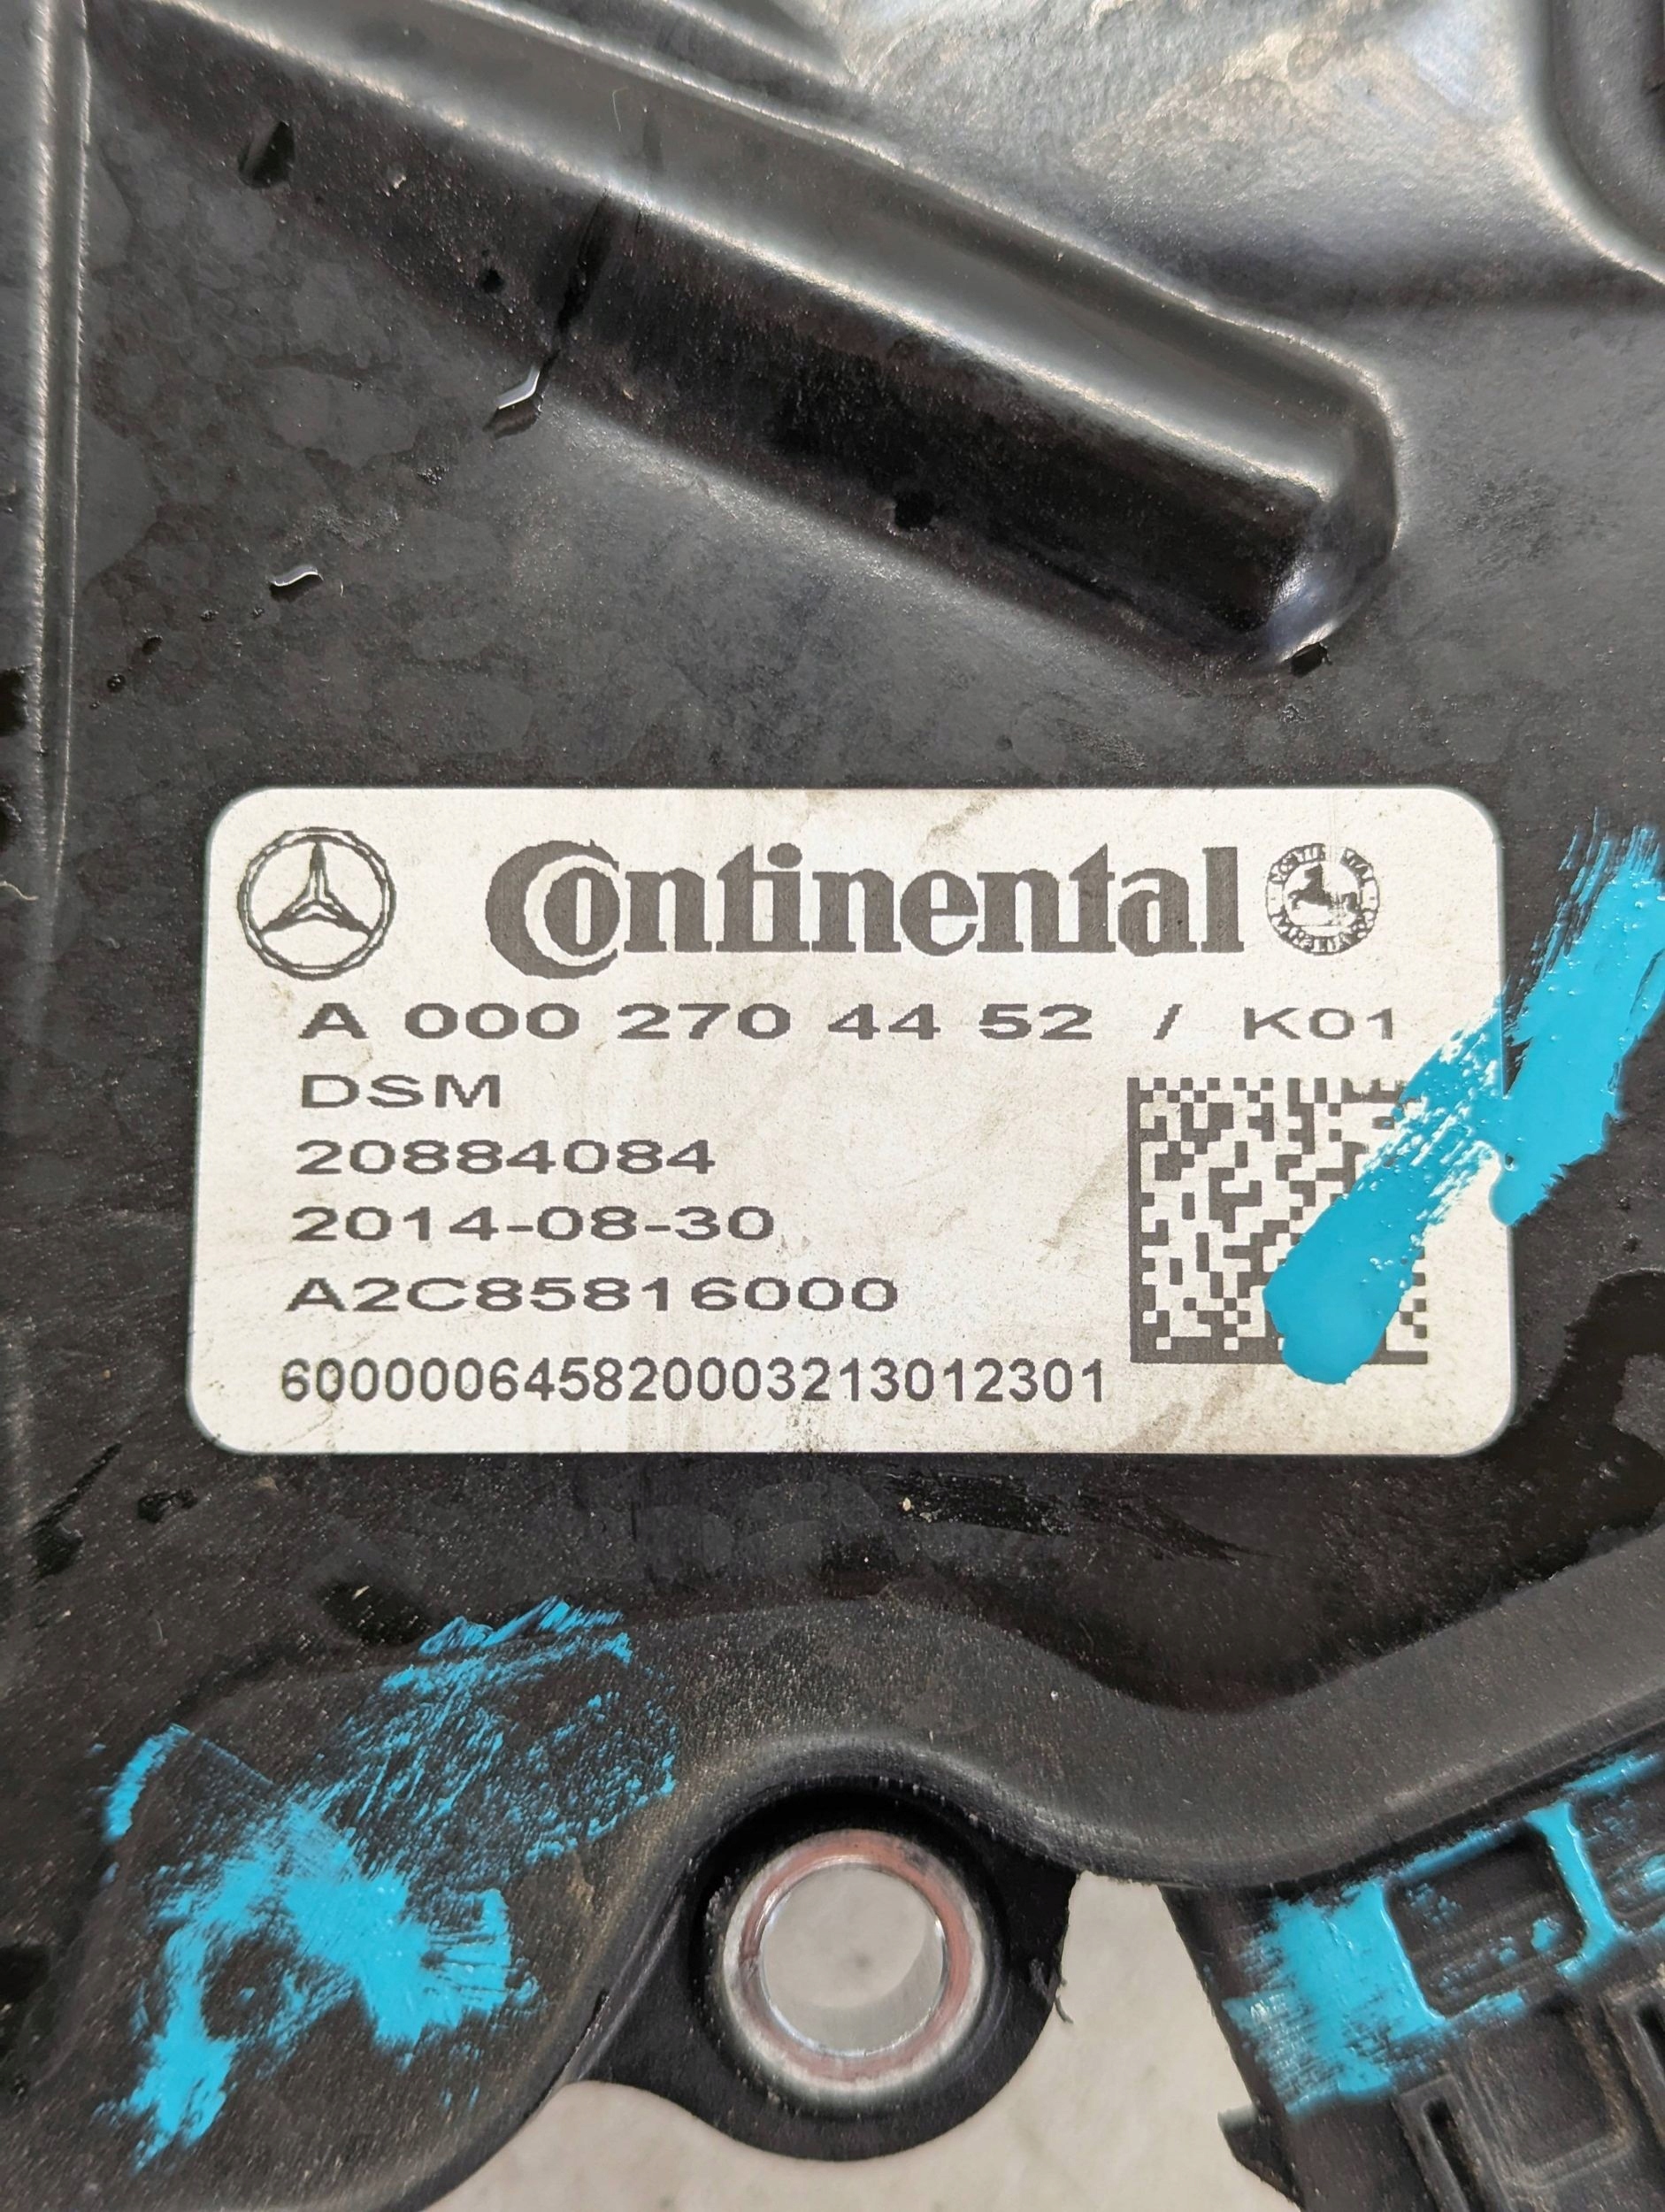 Continental
A 000 270 44 52 / K01
DSM
20884084
2014-08-30
A2C85816000
600000645820003213012301